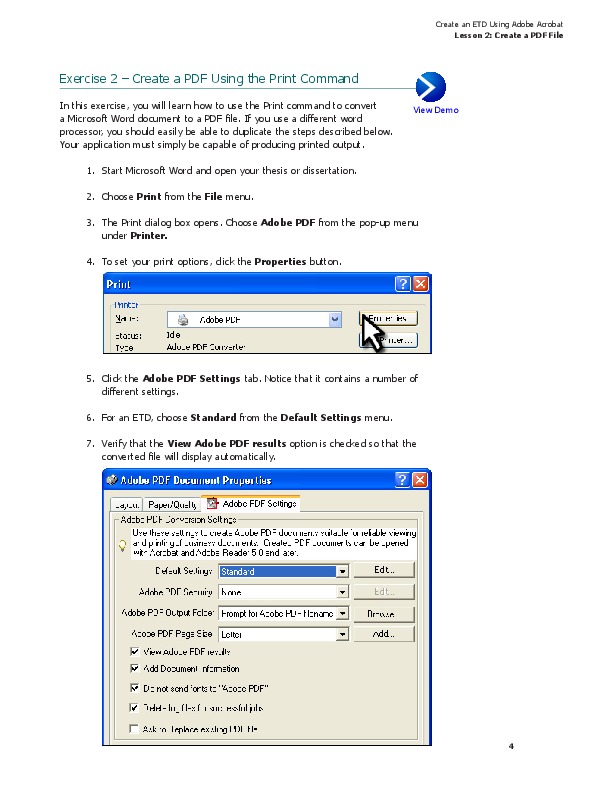 Create an ETD Using Adobe Acrobat
Lesson 2: Create a PDF File
Exercise 2 – Create a PDF Using the Print Command
View Demo
In this exercise, you will learn how to use the Print command to convert
a Microsoft Word document to a PDF file. If you use a different word
processor, you should easily be able to duplicate the steps described below.
Your application must simply be capable of producing printed output.
1. Start Microsoft Word and open your thesis or dissertation.
2. Choose Print from the File menu.
3. The Print dialog box opens. Choose Adobe PDF from the pop-up menu
under Printer.
4. To set your print options, click the Properties button.
Print
Printer
Name: Adobe PDF Properties
Status: Idle
Type: Adobe PDF Converter
5. Click the Adobe PDF Settings tab. Notice that it contains a number of
different settings.
6. For an ETD, choose Standard from the Default Settings menu.
7. Verify that the View Adobe PDF results option is checked so that the
converted file will display automatically.
Adobe PDF Document Properties
Layout Paper/Quality Adobe PDF Settings
Adobe PDF Conversion Settings
Use these settings to create Adobe PDF documents suitable for reliable viewing
and printing of business documents. Created PDF documents can be opened
with Acrobat and Adobe Reader 5.0 and later.
Default Settings: Standard Edit...
Adobe PDF Security: None Edit...
Adobe PDF Output Folder: Prompt for Adobe PDF filename Browse...
Adobe PDF Page Size: Letter Add...
View Adobe PDF results
Add Document Information
Do not send fonts to "Adobe PDF"
Delete log files for successful jobs
Ask to Replace existing PDF file
4